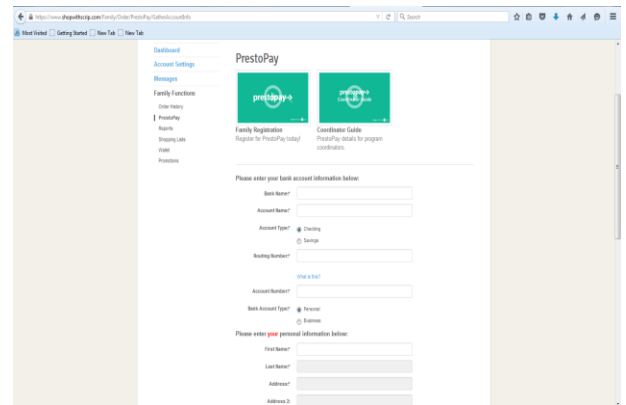 https://www.shopwithscrip.com/Family/Order/PrestoPay/GatherAccountInfo
Search
Most Visited Getting Started New Tab New Tab
Dashboard
Account Settings
Messages
Family Functions
Order History
PrestoPay
Reports
Shopping Lists
Wallet
Promotions
PrestoPay
prestopay
prestopay
Coordinator Guide
Family Registration
Register for PrestoPay today!
Coordinator Guide
PrestoPay details for program
coordinators.
Please enter your bank account information below:
Bank Name:*
Account Name:*
Account Type:* Checking
Savings
Routing Number:*
What is this?
Account Number:*
Bank Account Type:* Personal
Business
Please enter your personal information below:
First Name:*
Last Name:*
Address:*
Address 2: